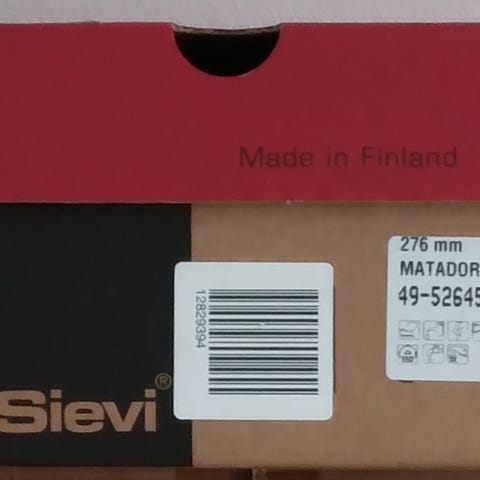 Made in Finland
276 mm
MATADOR
49-52645
12829394
Sievi®